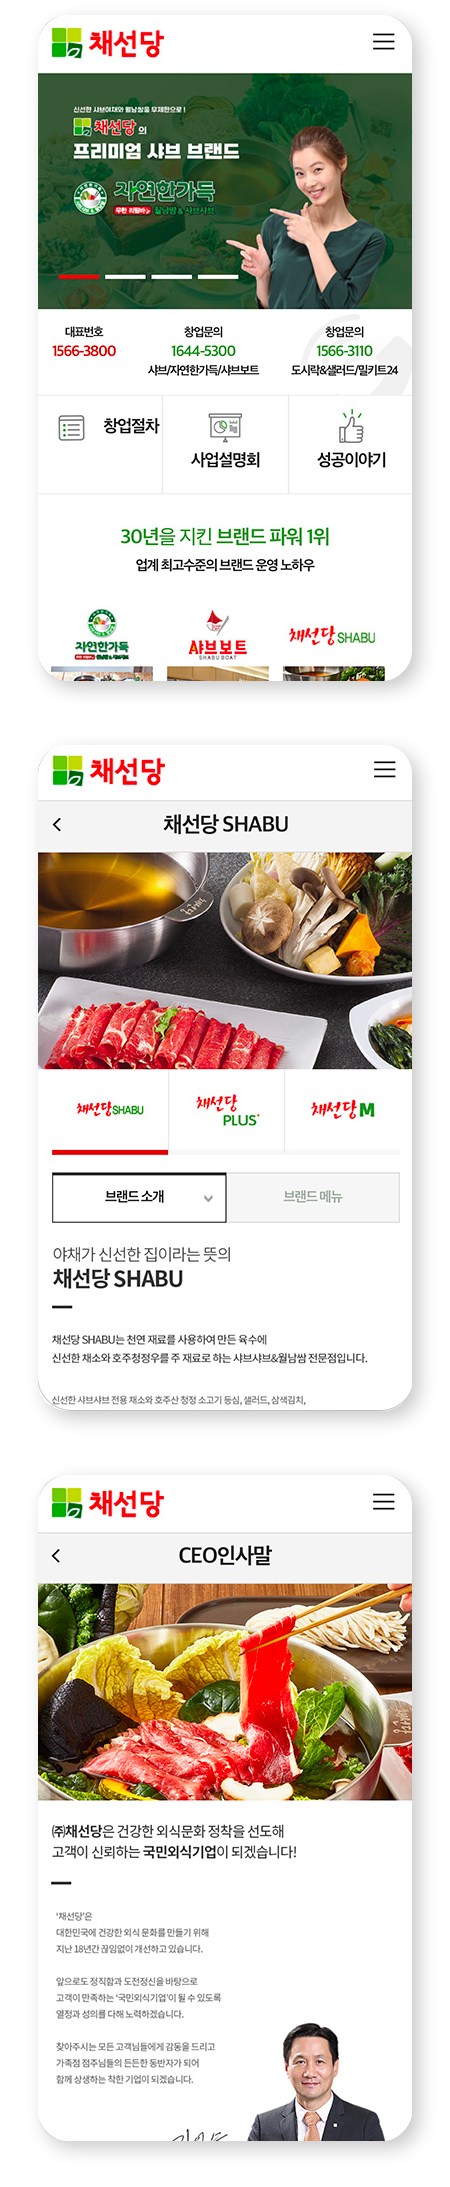 채선당
신선한 샤브야채와 월남쌈을 무제한으로!
채선당의
프리미엄 샤브 브랜드
자연한가득
무한 리필바 월남쌈 & 샤브샤브
대표번호
1566-3800
창업문의
1644-5300
샤브/자연한가득/샤브보트
창업문의
1566-3110
도시락&샐러드/밀키트24
창업절차
사업설명회
성공이야기
30년을 지킨 브랜드 파워 1위
업계 최고수준의 브랜드 운영 노하우
자연한가득
샤브보트
SHABU BOAT
채선당 SHABU
채선당
채선당 SHABU
채선당 SHABU
채선당
PLUS+
채선당 M
브랜드 소개
브랜드 메뉴
야채가 신선한 집이라는 뜻의
채선당 SHABU
채선당 SHABU는 천연 재료를 사용하여 만든 육수에
신선한 채소와 호주청정우를 주 재료로 하는 샤브샤브&월남쌈 전문점입니다.
신선한 샤브샤브 전용 채소와 호주산 청정 소고기 등심, 샐러드, 삼색김치,
채선당
CEO인사말
㈜채선당은 건강한 외식문화 정착을 선도해
고객이 신뢰하는 국민외식기업이 되겠습니다!
'채선당'은
대한민국에 건강한 외식 문화를 만들기 위해
지난 18년간 끊임없이 개선하고 있습니다.
앞으로도 정직함과 도전정신을 바탕으로
고객이 만족하는 '국민외식기업'이 될 수 있도록
열정과 성의를 다해 노력하겠습니다.
찾아주시는 모든 고객님들에게 감동을 드리고
가족점 점주님들의 든든한 동반자가 되어
함께 상생하는 착한 기업이 되겠습니다.